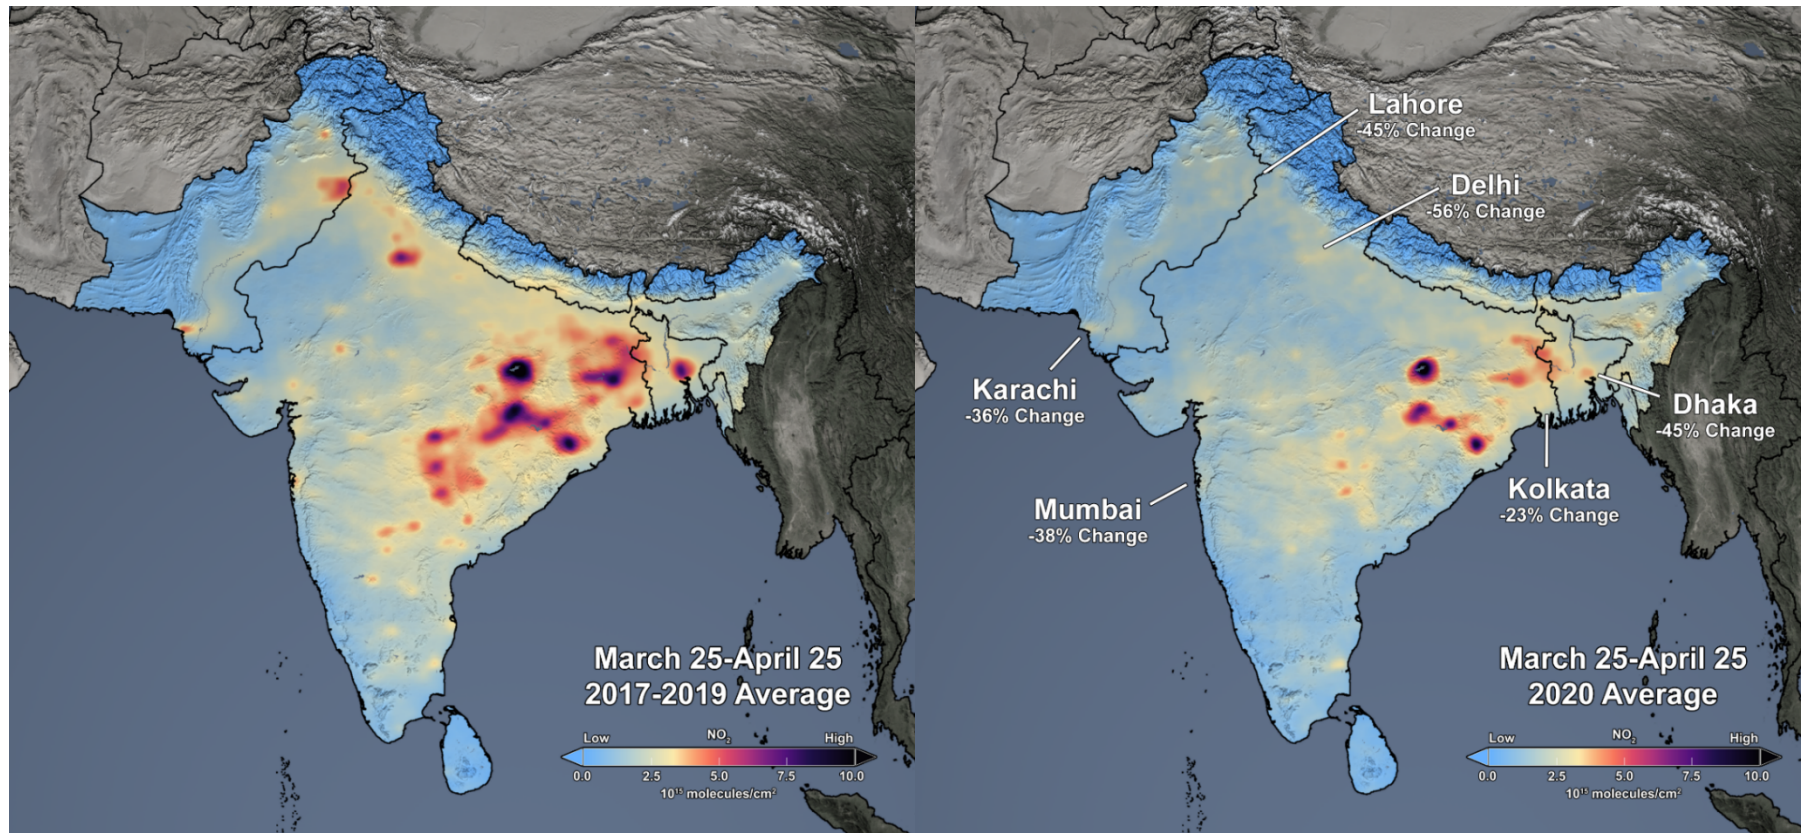 March 25-April 25
2017-2019 Average
Low NO₂ High
0.0 2.5 5.0 7.5 10.0
10¹⁵ molecules/cm²
Lahore
-45% Change
Delhi
-56% Change
Karachi
-36% Change
Dhaka
-45% Change
Mumbai
-38% Change
Kolkata
-23% Change
March 25-April 25
2020 Average
Low NO₂ High
0.0 2.5 5.0 7.5 10.0
10¹⁵ molecules/cm²